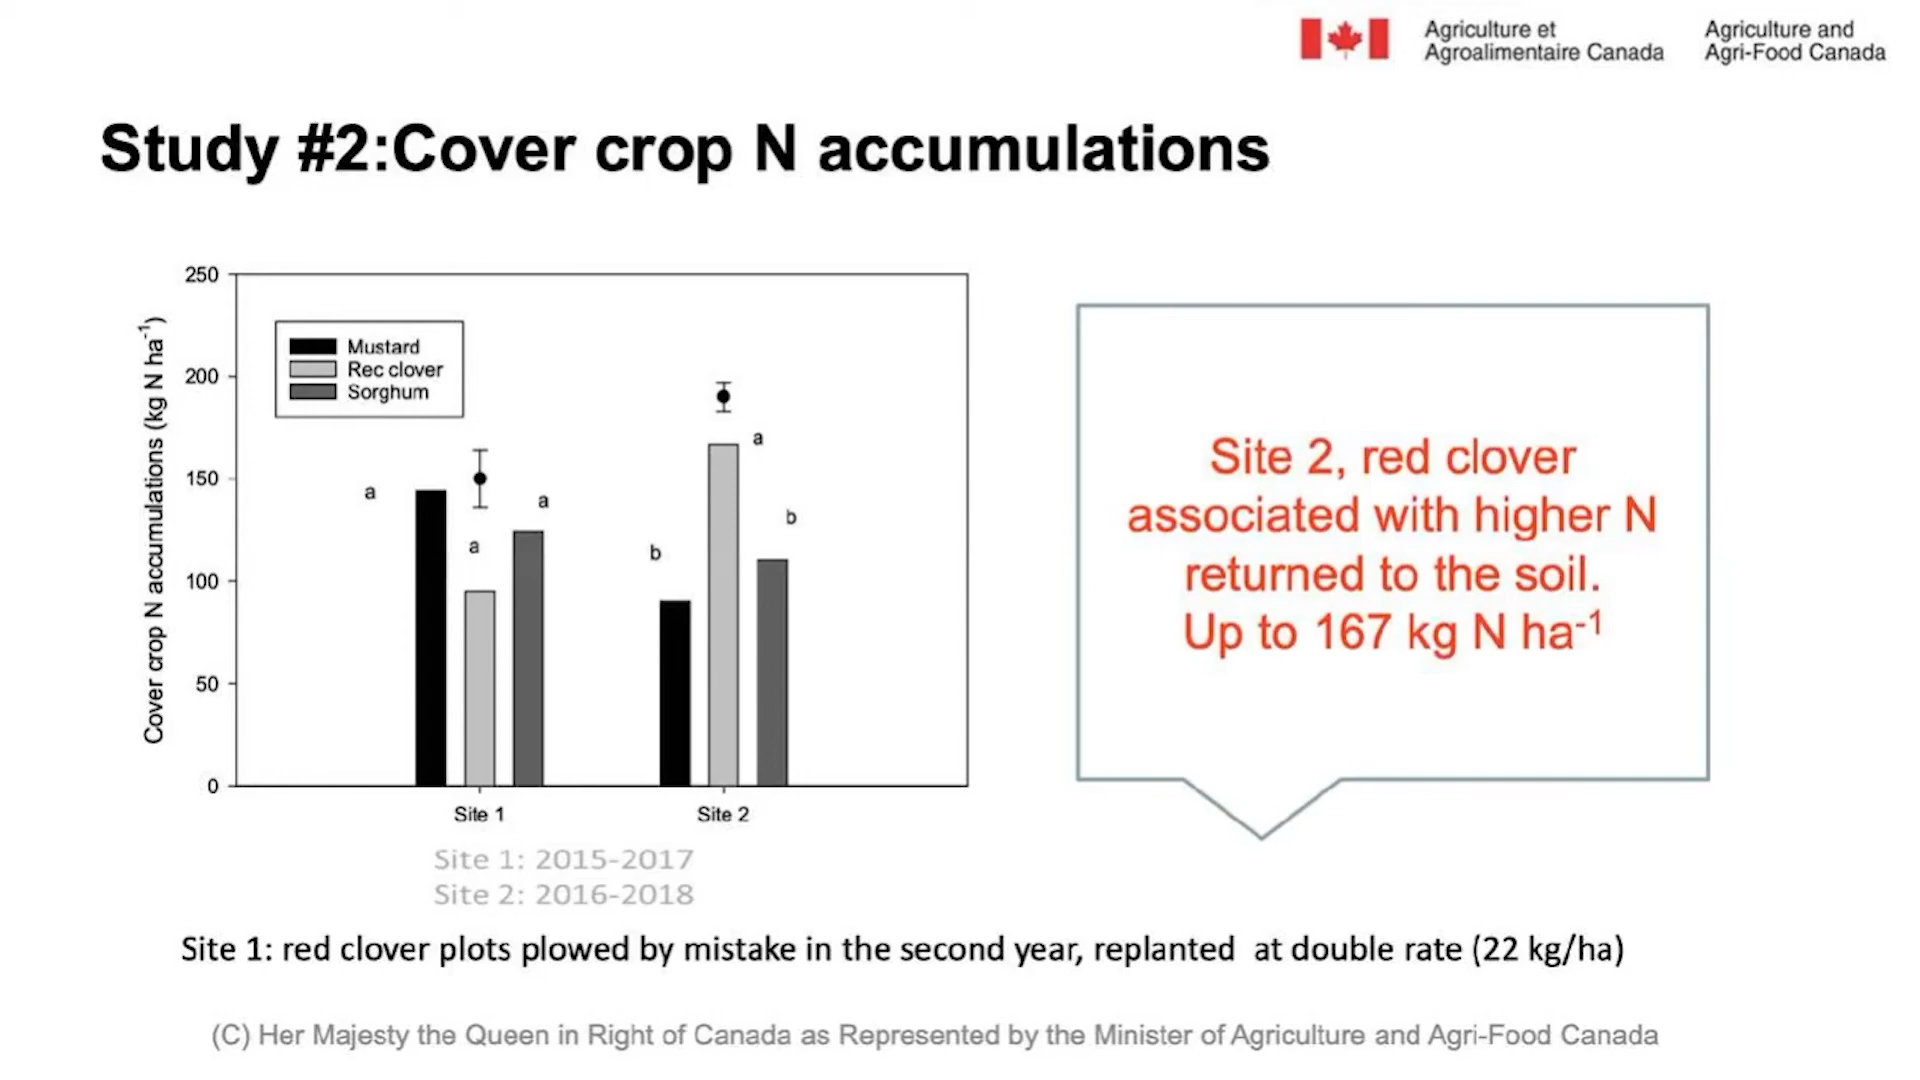 Agriculture et
Agroalimentaire Canada
Agriculture and
Agri-Food Canada
Study #2:Cover crop N accumulations
Cover crop N accumulations (kg N ha⁻¹)
250
200
150
100
50
0
Mustard
Rec clover
Sorghum
a
a
a
b
a
b
Site 1
Site 2
Site 1: 2015-2017
Site 2: 2016-2018
Site 2, red clover
associated with higher N
returned to the soil.
Up to 167 kg N ha⁻¹
Site 1: red clover plots plowed by mistake in the second year, replanted at double rate (22 kg/ha)
(C) Her Majesty the Queen in Right of Canada as Represented by the Minister of Agriculture and Agri-Food Canada